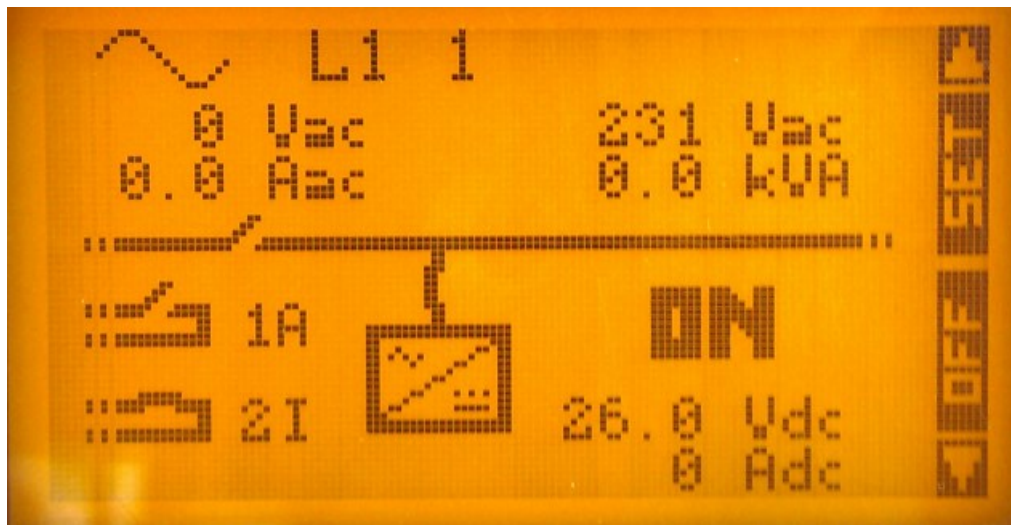 L1 1
0 Vac 231 Vac
0.0 Aac 0.0 kVA
1A ON
2I 26.0 Vdc
0 Adc
SET
OFF